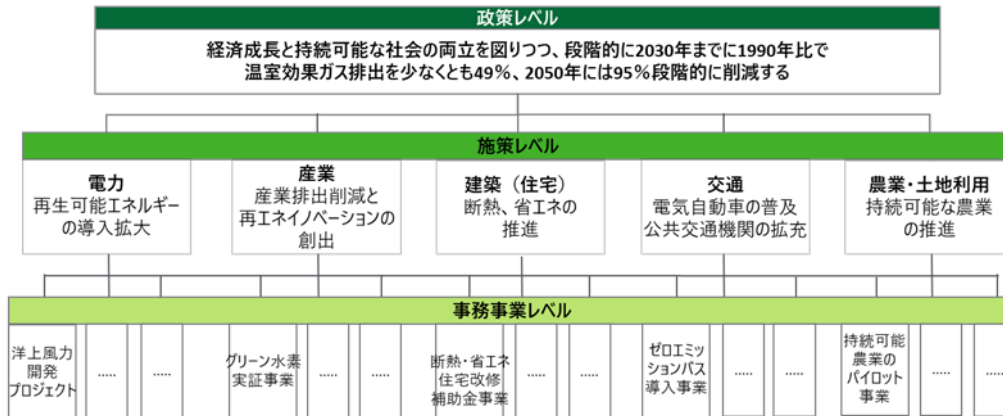 政策レベル
経済成長と持続可能な社会の両立を図りつつ、段階的に2030年までに1990年比で
温室効果ガス排出を少なくとも49%、2050年には95%段階的に削減する
施策レベル
電力
再生可能エネルギー
の導入拡大
産業
産業排出削減と
再エネイノベーションの
創出
建築（住宅）
断熱、省エネの
推進
交通
電気自動車の普及
公共交通機関の拡充
農業・土地利用
持続可能な農業
の推進
事務事業レベル
洋上風力
開発
プロジェクト
.....
.....
グリーン水素
実証事業
.....
.....
断熱・省エネ
住宅改修
補助金事業
.....
.....
ゼロエミッ
ションバス
導入事業
.....
.....
持続可能
農業の
パイロット
事業
.....
.....